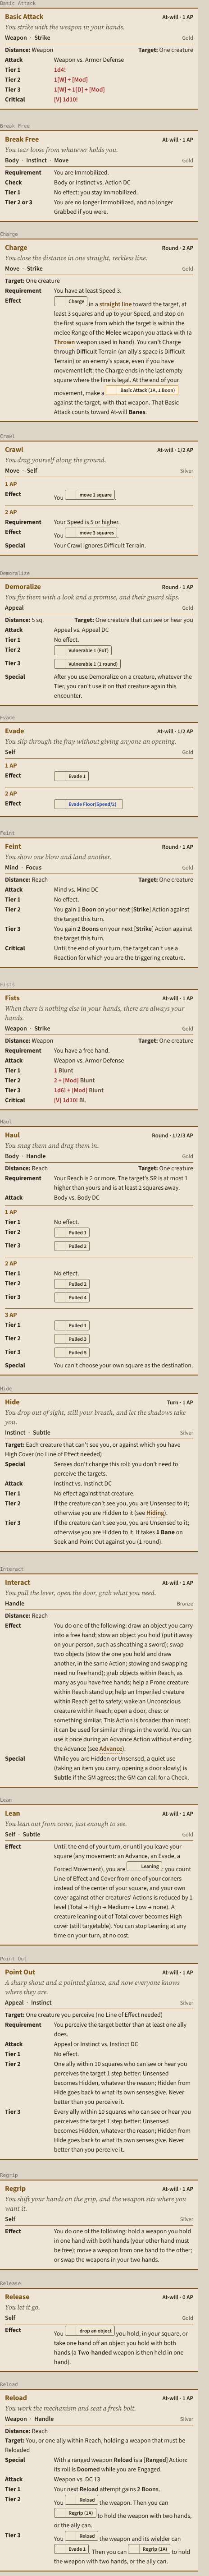 Basic Attack
Basic Attack At-will · 1 AP
You strike with the weapon in your hands.
Weapon · Strike Gold
Distance: Weapon Target: One creature
Attack Weapon vs. Armor Defense
Tier 1 1d4!
Tier 2 1[W] + [Mod]
Tier 3 1[W] + 1[D] + [Mod]
Critical [V] 1d10!
Break Free
Break Free At-will · 1 AP
You tear loose from whatever holds you.
Body · Instinct · Move Gold
Requirement You are Immobilized.
Check Body or Instinct vs. Action DC
Tier 1 No effect; you stay Immobilized.
Tier 2 or 3 You are no longer Immobilized, and no longer
Grabbed if you were.
Charge
Charge Round · 2 AP
You close the distance in one straight, reckless line.
Move · Strike Gold
Target: One creature
Requirement You have at least Speed 3.
Effect Charge in a straight line toward the target, at
least 3 squares and up to your Speed, and stop on
the first square from which the target is within the
melee Range of the Melee weapon you attack with (a
Thrown weapon used in hand). You can't Charge
through Difficult Terrain (an ally's space is Difficult
Terrain) or an enemy's space, even if you have
movement left: the Charge ends in the last empty
square where the line is legal. At the end of your
movement, make a Basic Attack (1A, 1 Boon)
against the target, with that weapon. That Basic
Attack counts toward At-will Banes.
Crawl
Crawl At-will · 1/2 AP
You drag yourself along the ground.
Move · Self Silver
1 AP
Effect You move 1 square
2 AP
Requirement Your Speed is 5 or higher.
Effect You move 3 squares
Special Your Crawl ignores Difficult Terrain.
Demoralize
Demoralize Round · 1 AP
You fix them with a look and a promise, and their guard slips.
Appeal Gold
Distance: 5 sq. Target: One creature that can see or hear you
Attack Appeal vs. Appeal DC
Tier 1 No effect.
Tier 2 Vulnerable 1 (EoT)
Tier 3 Vulnerable 1 (1 round)
Special After you use Demoralize on a creature, whatever the
Tier, you can't use it on that creature again this
encounter.
Evade
Evade At-will · 1/2 AP
You slip through the fray without giving anyone an opening.
Self Gold
1 AP
Effect Evade 1
2 AP
Effect Evade Floor(Speed/2)
Feint
Feint Round · 1 AP
You show one blow and land another.
Mind · Focus Gold
Distance: Reach Target: One creature
Attack Mind vs. Mind DC
Tier 1 No effect.
Tier 2 You gain 1 Boon on your next [Strike] Action against
the target this turn.
Tier 3 You gain 2 Boons on your next [Strike] Action against
the target this turn.
Critical Until the end of your turn, the target can't use a
Reaction for which you are the triggering creature.
Fists
Fists At-will · 1 AP
When there is nothing else in your hands, there are always your
hands.
Weapon · Strike Gold
Distance: Weapon Target: One creature
Requirement You have a free hand.
Attack Weapon vs. Armor Defense
Tier 1 1 Blunt
Tier 2 2 + [Mod] Blunt
Tier 3 1d6! + [Mod] Blunt
Critical [V] 1d10! Bl.
Haul
Haul Round · 1/2/3 AP
You snag them and drag them in.
Body · Handle Gold
Distance: Reach Target: One creature
Requirement Your Reach is 2 or more. The target's SR is at most 1
higher than yours and is at least 2 squares away.
Attack Body vs. Body DC
1 AP
Tier 1 No effect.
Tier 2 Pulled 1
Tier 3 Pulled 2
2 AP
Tier 1 No effect.
Tier 2 Pulled 2
Tier 3 Pulled 4
3 AP
Tier 1 Pulled 1
Tier 2 Pulled 3
Tier 3 Pulled 5
Special You can't choose your own square as the destination.
Hide
Hide Turn · 1 AP
You drop out of sight, still your breath, and let the shadows take
you.
Instinct · Subtle Silver
Target: Each creature that can't see you, or against which you have
High Cover (no Line of Effect needed)
Special Senses don't change this roll: you don't need to
perceive the targets.
Attack Instinct vs. Instinct DC
Tier 1 No effect against that creature.
Tier 2 If the creature can't see you, you are Unsensed to it;
otherwise you are Hidden to it (see Hiding).
Tier 3 If the creature can't see you, you are Unsensed to it;
otherwise you are Hidden to it. It takes 1 Bane on
Seek and Point Out against you (1 round).
Interact
Interact At-will · 1 AP
You pull the lever, open the door, grab what you need.
Handle Bronze
Distance: Reach
Effect You do one of the following: draw an object you carry
into a free hand; stow an object you hold (put it away
on your person, such as sheathing a sword); swap
two objects (stow the one you hold and draw
another, in the same Action; stowing and swapping
need no free hand); grab objects within Reach, as
many as you have free hands; help a Prone creature
within Reach stand up; help an Imperiled creature
within Reach get to safety; wake an Unconscious
creature within Reach; open a door, chest or
something similar. This Action is broader than most:
it can be used for similar things in the world. You can
use it once during an Advance Action without ending
the Advance (see Advance).
Special While you are Hidden or Unsensed, a quiet use
(taking an item you carry, opening a door slowly) is
Subtle if the GM agrees; the GM can call for a Check.
Lean
Lean At-will · 1 AP
You lean out from cover, just enough to see.
Self · Subtle Gold
Effect Until the end of your turn, or until you leave your
square (any movement: an Advance, an Evade, a
Forced Movement), you are Leaning: you count
Line of Effect and Cover from one of your corners
instead of the center of your square, and your own
cover against other creatures' Actions is reduced by 1
level (Total → High → Medium → Low → none). A
creature leaning out of Total cover becomes High
cover (still targetable). You can stop Leaning at any
time on your turn, at no cost.
Point Out
Point Out At-will · 1 AP
A sharp shout and a pointed glance, and now everyone knows
where they are.
Appeal · Instinct Silver
Target: One creature you perceive (no Line of Effect needed)
Requirement You perceive the target better than at least one ally
does.
Attack Appeal or Instinct vs. Instinct DC
Tier 1 No effect.
Tier 2 One ally within 10 squares who can see or hear you
perceives the target 1 step better: Unsensed
becomes Hidden, whatever the reason; Hidden from
Hide goes back to what its own senses give. Never
better than you perceive it.
Tier 3 Every ally within 10 squares who can see or hear you
perceives the target 1 step better: Unsensed
becomes Hidden, whatever the reason; Hidden from
Hide goes back to what its own senses give. Never
better than you perceive it.
Regrip
Regrip At-will · 1 AP
You shift your hands on the grip, and the weapon sits where you
want it.
Self Silver
Effect You do one of the following: hold a weapon you hold
in one hand with both hands (your other hand must
be free); move a weapon from one hand to the other;
or swap the weapons in your two hands.
Release
Release At-will · 0 AP
You let it go.
Self Gold
Effect You drop an object you hold, in your square, or
take one hand off an object you hold with both
hands (a Two-handed weapon is then held in one
hand).
Reload
Reload At-will · 1 AP
You work the mechanism and seat a fresh bolt.
Weapon · Handle Silver
Distance: Reach
Target: You, or one ally within Reach, holding a weapon that must be
Reloaded
Special With a ranged weapon Reload is a [Ranged] Action:
its roll is Doomed while you are Engaged.
Attack Weapon vs. DC 13
Tier 1 Your next Reload attempt gains 2 Boons.
Tier 2 You Reload the weapon. Then you can
Regrip (1A) to hold the weapon with two hands,
or the ally can.
Tier 3 You Reload the weapon and its wielder can
Evade 1. Then you can Regrip (1A) to hold
the weapon with two hands, or the ally can.